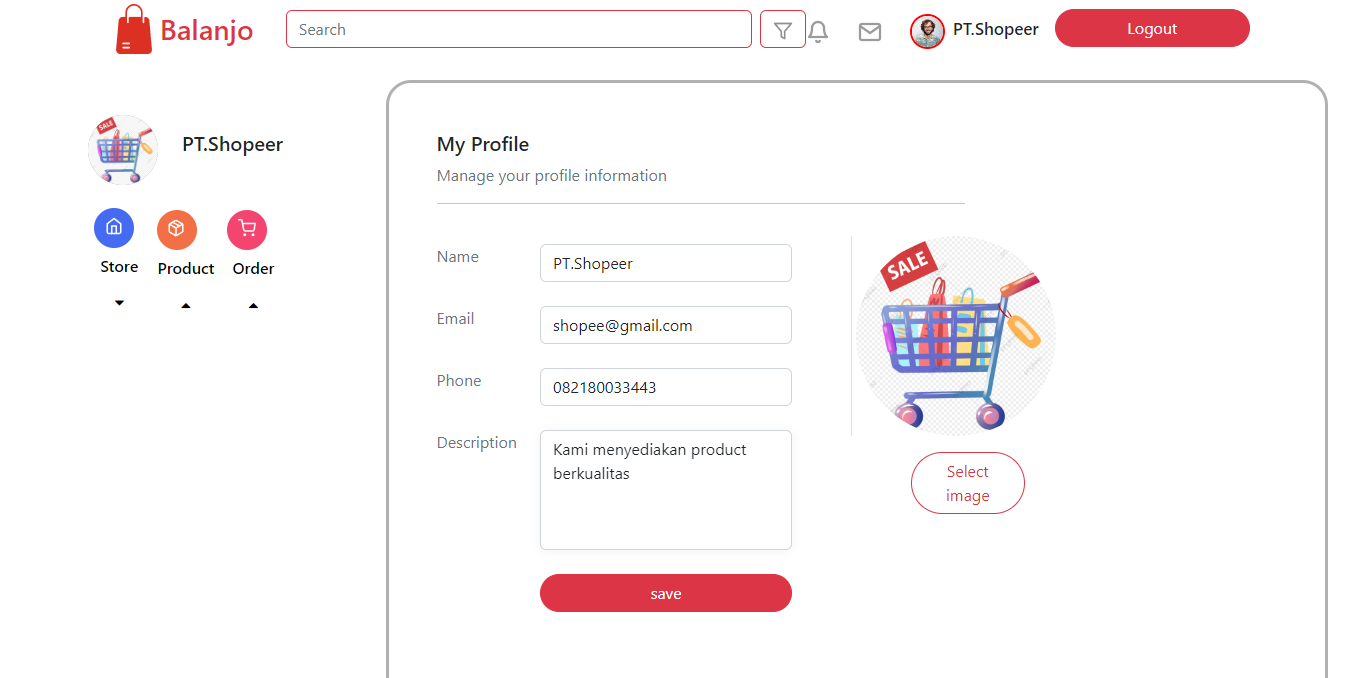 Balanjo
Search
PT.Shopeer
Logout
PT.Shopeer
Store
Product
Order
My Profile
Manage your profile information
Name
PT.Shopeer
Email
shopee@gmail.com
Phone
082180033443
Description
Kami menyediakan product
berkualitas
save
SALE
SALE
Select
image